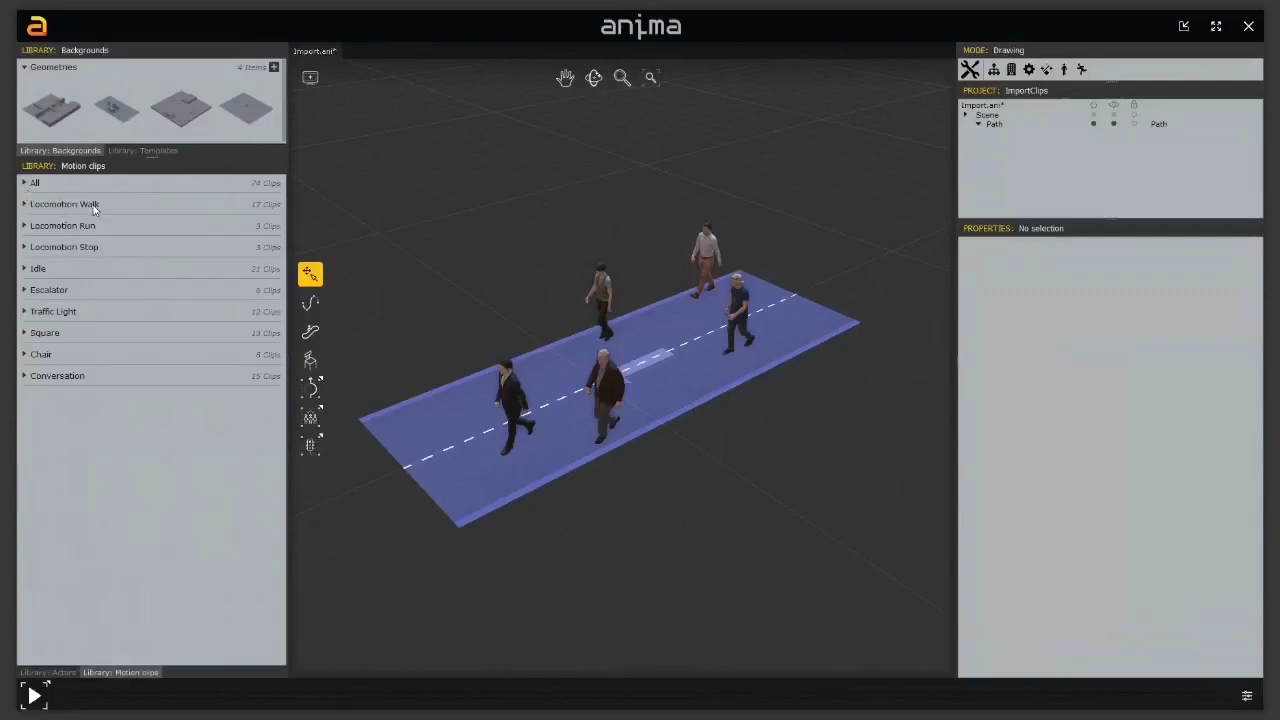 a
anima
LIBRARY: Backgrounds
Geometries 4 Items
Library: Backgrounds Library: Templates
LIBRARY: Motion clips
All 74 Clips
Locomotion Walk 17 Clips
Locomotion Run 3 Clips
Locomotion Stop 3 Clips
Idle 21 Clips
Escalator 6 Clips
Traffic Light 12 Clips
Square 13 Clips
Chair 8 Clips
Conversation 15 Clips
Library: Actors Library: Motion clips
Import.ani*
MODE: Drawing
PROJECT: ImportClips
Import.ani*
Scene
Path Path
PROPERTIES: No selection